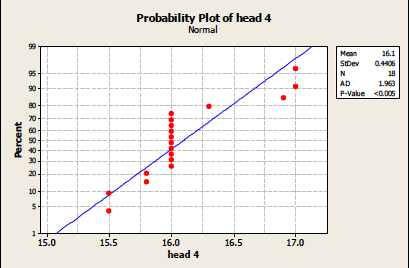 Probability Plot of head 4
Normal
99
95
90
80
70
60
50
40
30
20
10
5
1
Percent
15.0 15.5 16.0 16.5 17.0
head 4
Mean 16.1
StDev 0.4406
N 18
AD 1.963
P-Value <0.005